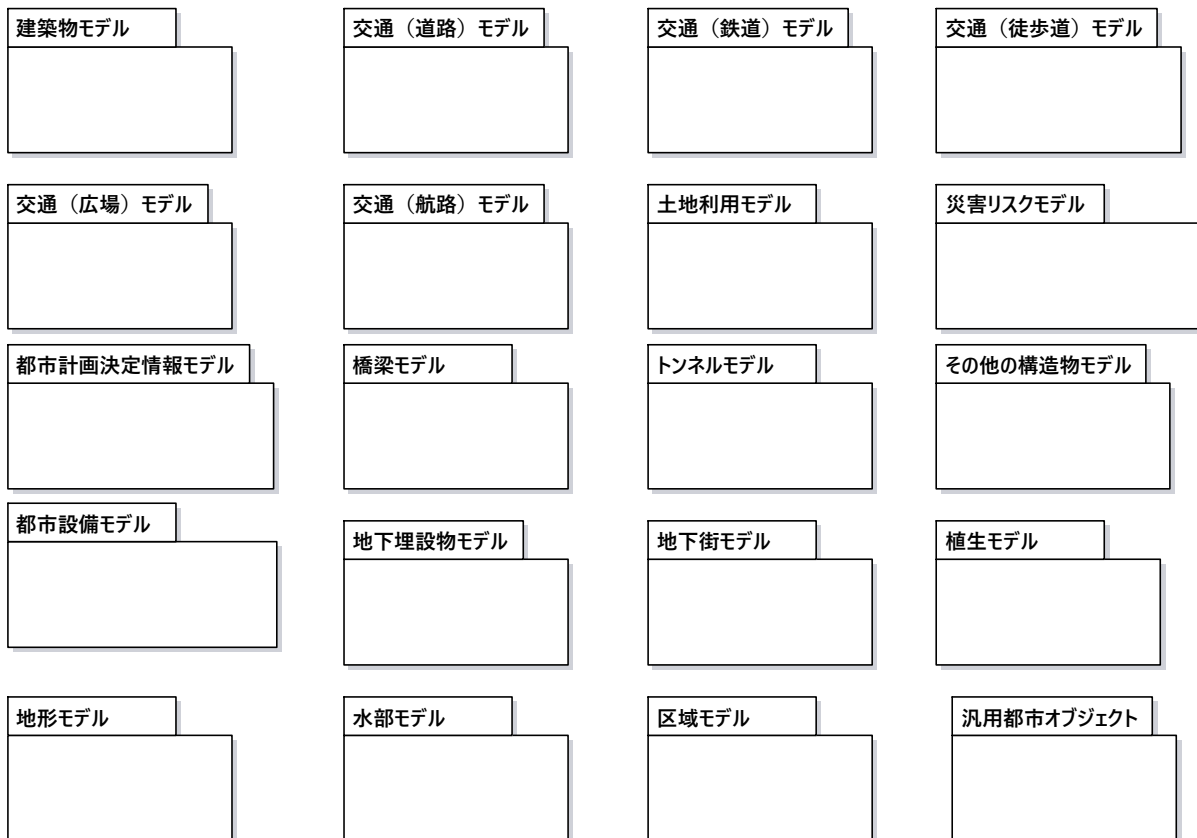 建築物モデル
交通（道路）モデル
交通（鉄道）モデル
交通（徒歩道）モデル
交通（広場）モデル
交通（航路）モデル
土地利用モデル
災害リスクモデル
都市計画決定情報モデル
橋梁モデル
トンネルモデル
その他の構造物モデル
都市設備モデル
地下埋設物モデル
地下街モデル
植生モデル
地形モデル
水部モデル
区域モデル
汎用都市オブジェクト